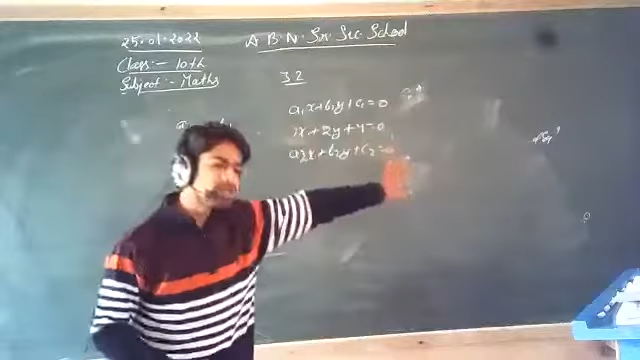 25.01.2022
A B N Sr. Sec. School
Class:- 10th
Subject:- Maths
3.2
a₁x+b₁y+c₁=0
2x+2y+4=0
a₂x+b₂y+c₂=0